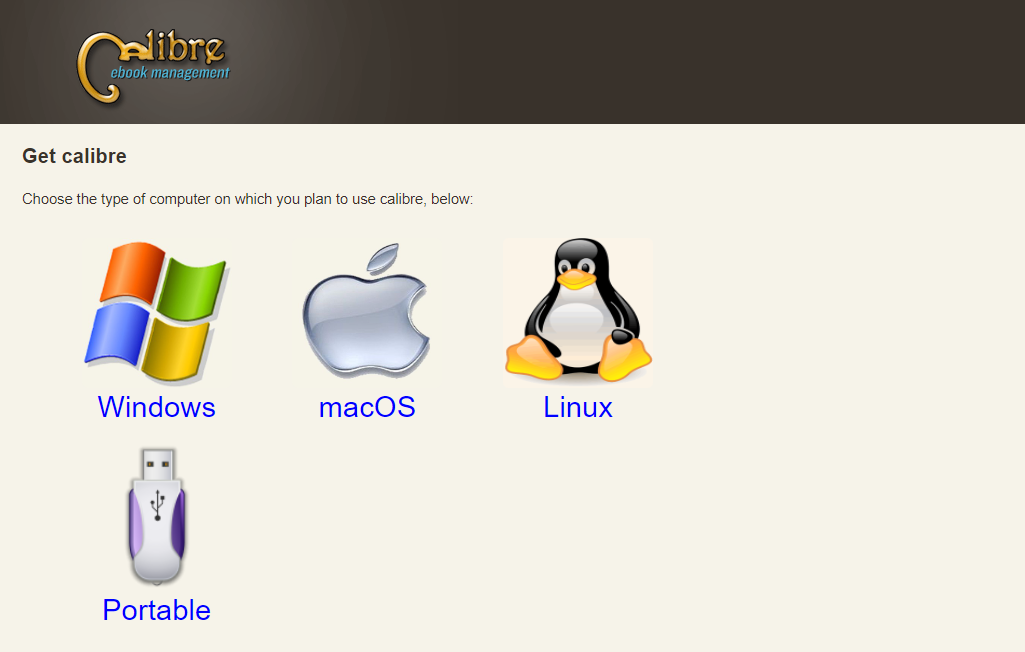 Calibre
ebook management
Get calibre
Choose the type of computer on which you plan to use calibre, below:
Windows
macOS
Linux
Portable